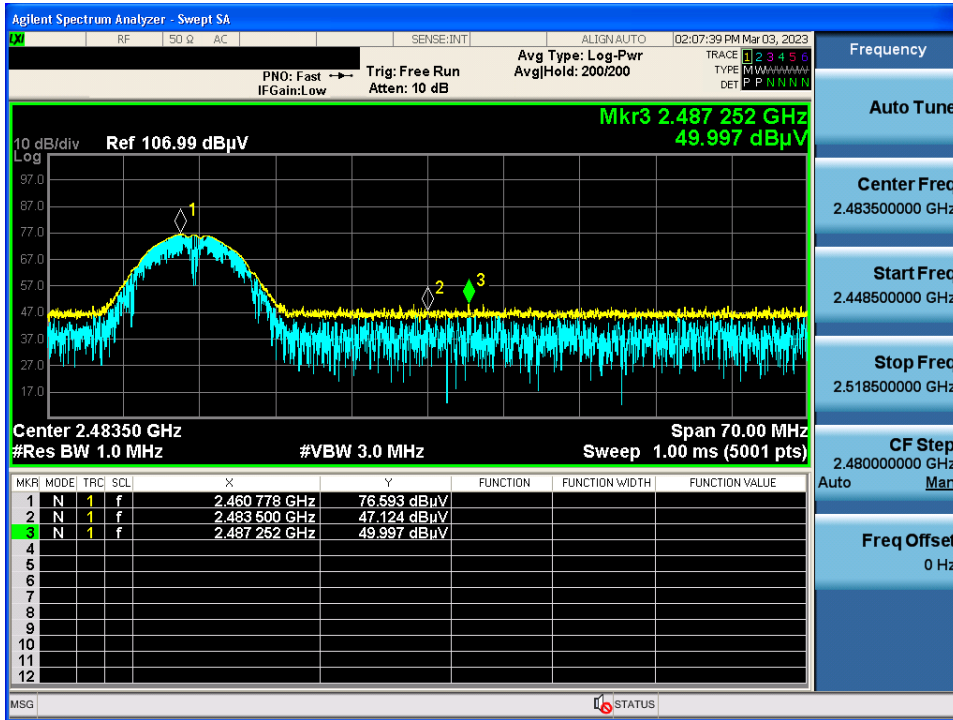 Agilent Spectrum Analyzer - Swept SA
LXI RF 50 Ω AC SENSE:INT ALIGN AUTO 02:07:39 PM Mar 03, 2023
Frequency
PNO: Fast Trig: Free Run Avg Type: Log-Pwr TRACE 1 2 3 4 5 6
IFGain:Low Atten: 10 dB Avg|Hold: 200/200 TYPE M W W W W W
DET P P N N N N
Auto Tune
Mkr3 2.487 252 GHz
10 dB/div Ref 106.99 dBµV 49.997 dBµV
Log
97.0
87.0
77.0
67.0
57.0
47.0
37.0
27.0
17.0
1
2
3
Center Freq
2.483500000 GHz
Start Freq
2.448500000 GHz
Stop Freq
2.518500000 GHz
Center 2.48350 GHz Span 70.00 MHz
#Res BW 1.0 MHz #VBW 3.0 MHz Sweep 1.00 ms (5001 pts)
CF Step
2.480000000 GHz
Auto Man
MKR MODE TRC SCL X Y FUNCTION FUNCTION WIDTH FUNCTION VALUE
1 N 1 f 2.460 778 GHz 76.593 dBµV
2 N 1 f 2.483 500 GHz 47.124 dBµV
3 N 1 f 2.487 252 GHz 49.997 dBµV
4
5
6
7
8
9
10
11
12
Freq Offset
0 Hz
MSG STATUS